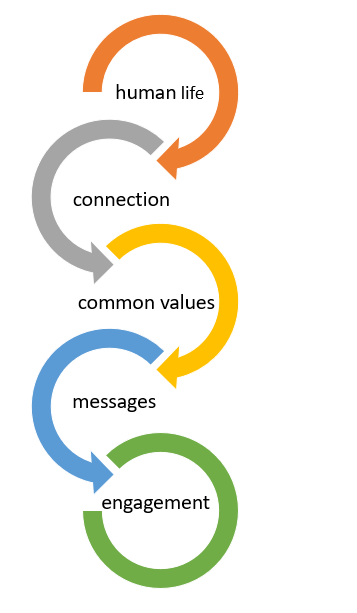 human life
connection
common values
messages
engagement